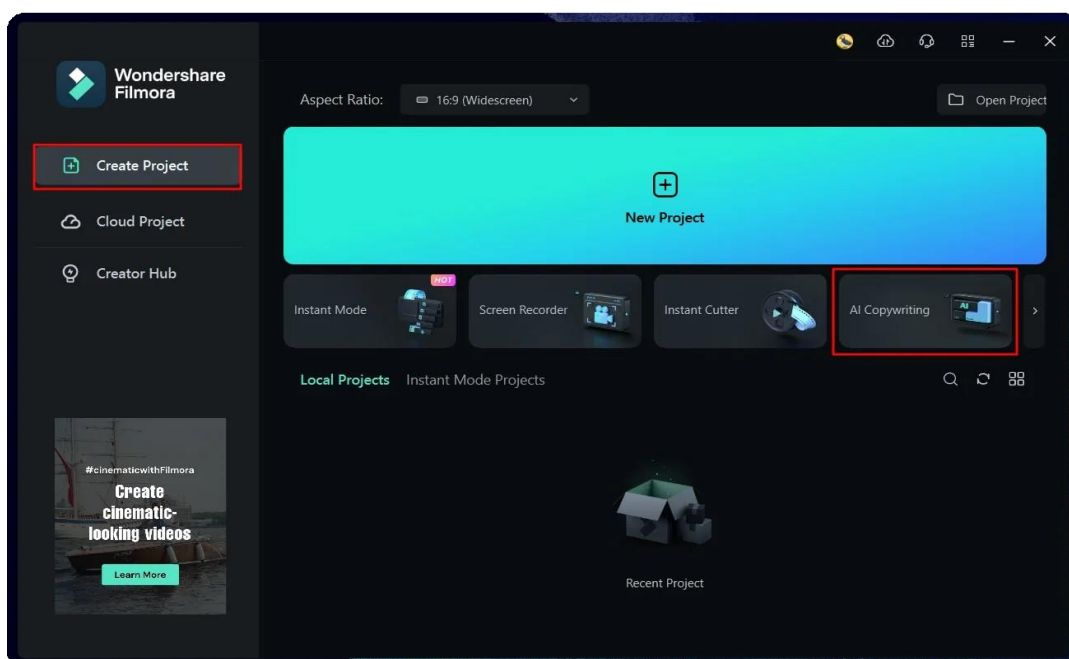 Wondershare
Filmora
Aspect Ratio:
16:9 (Widescreen)
Open Project
Create Project
New Project
Cloud Project
Creator Hub
HOT
Instant Mode
Screen Recorder
Instant Cutter
AI Copywriting
AI
Local Projects
Instant Mode Projects
#cinematicwithFilmora
Create
cinematic-
looking videos
Learn More
Recent Project